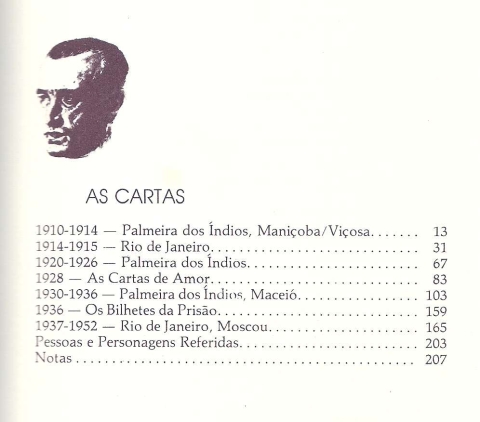 AS CARTAS
1910-1914 — Palmeira dos Índios, Maniçoba/Viçosa....... 13
1914-1915 — Rio de Janeiro............................ 31
1920-1926 — Palmeira dos Índios....................... 67
1928 — As Cartas de Amor............................ 83
1930-1936 — Palmeira dos Índios, Maceió................ 103
1936 — Os Bilhetes da Prisão........................... 159
1937-1952 — Rio de Janeiro, Moscou.................... 165
Pessoas e Personagens Referidas........................ 203
Notas ............................................. 207